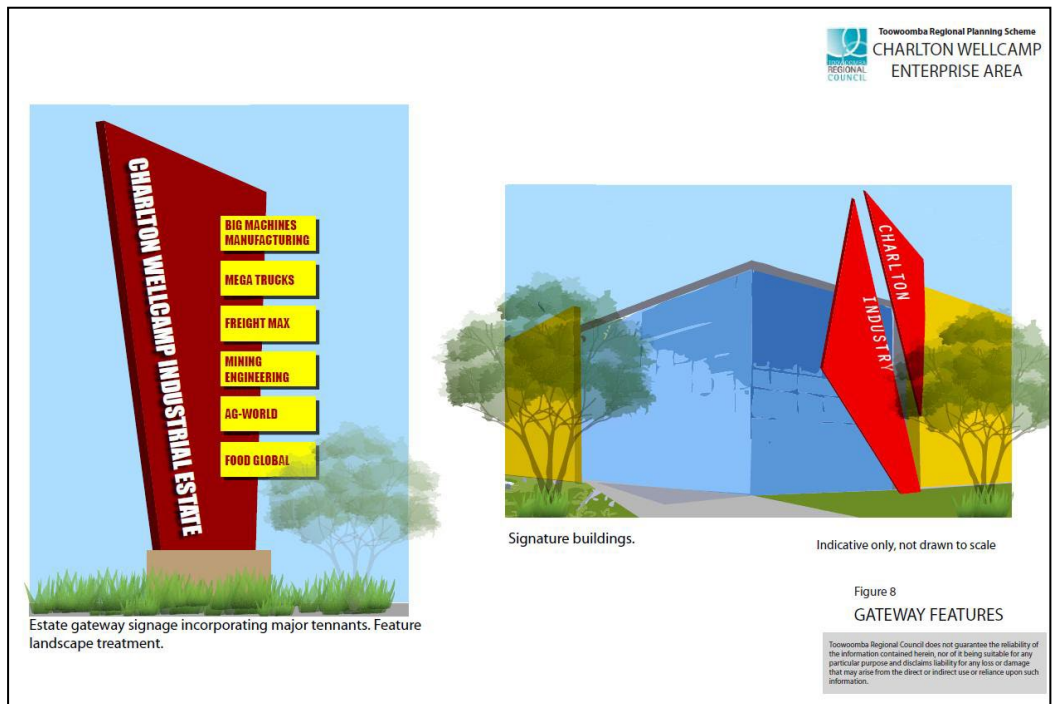 Toowoomba Regional Planning Scheme
CHARLTON WELLCAMP
ENTERPRISE AREA
TOOWOOMBA
REGIONAL
COUNCIL
CHARLTON WELLCAMP INDUSTRIAL ESTATE
BIG MACHINES
MANUFACTURING
MEGA TRUCKS
FREIGHT MAX
MINING
ENGINEERING
AG-WORLD
FOOD GLOBAL
Estate gateway signage incorporating major tennants. Feature
landscape treatment.
CHARLTON
INDUSTRY
Signature buildings.
Indicative only, not drawn to scale
Figure 8
GATEWAY FEATURES
Toowoomba Regional Council does not guarantee the reliability of
the information contained herein, nor of it being suitable for any
particular purpose and disclaims liability for any loss or damage
that may arise from the direct or indirect use or reliance upon such
information.